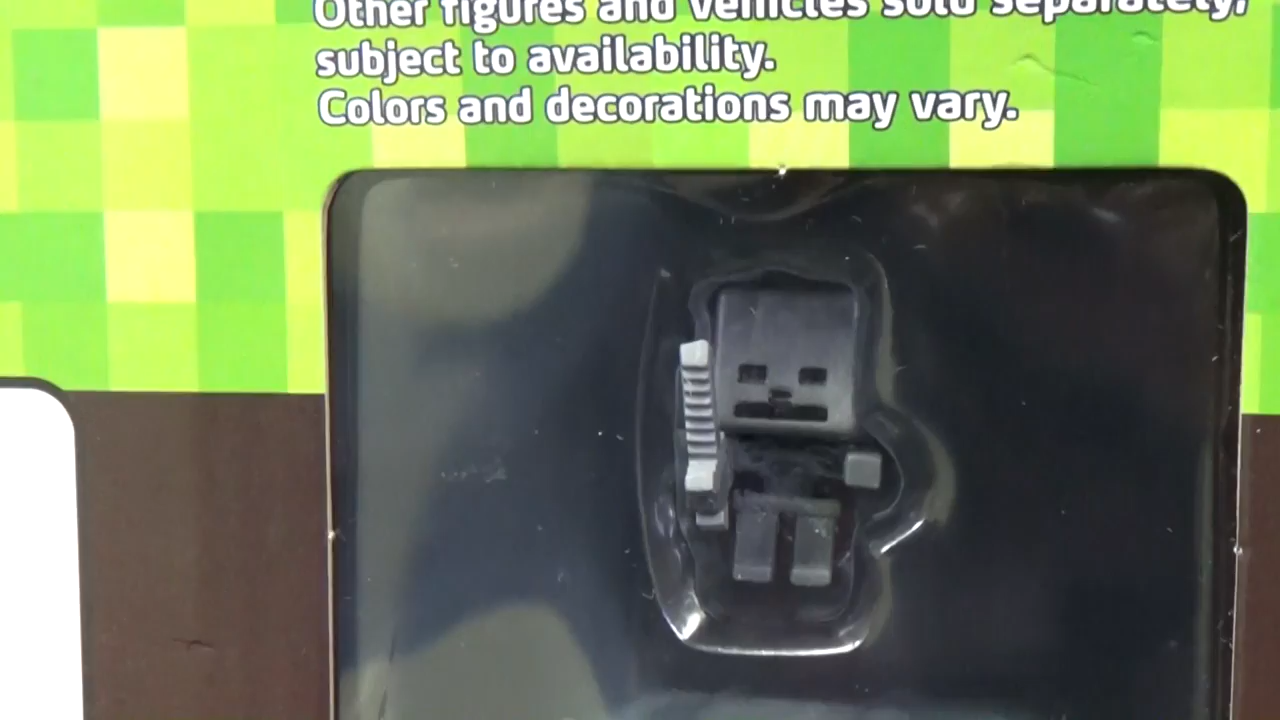 Other figures and vehicles sold separately,
subject to availability.
Colors and decorations may vary.